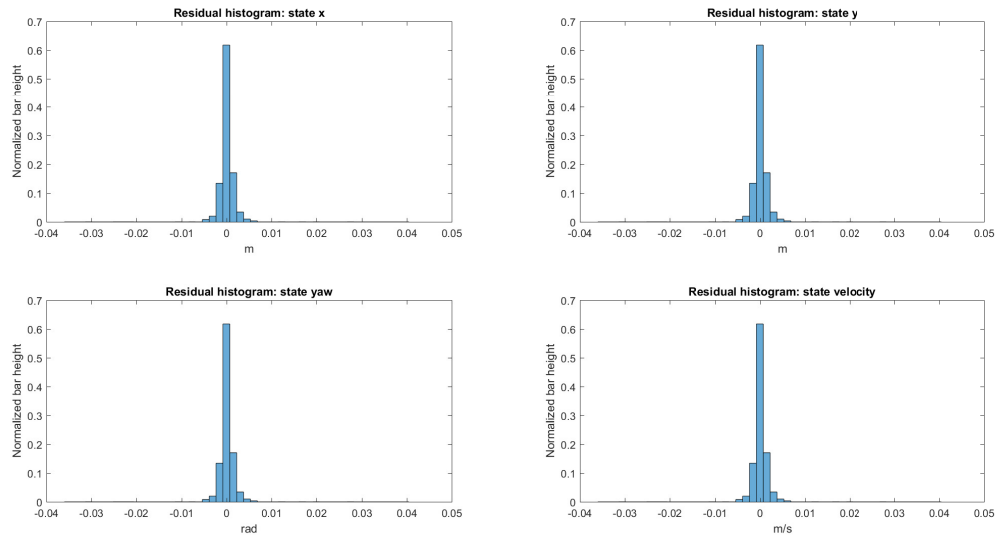 Residual histogram: state x
Normalized bar height
0.7
0.6
0.5
0.4
0.3
0.2
0.1
0
-0.04 -0.03 -0.02 -0.01 0 0.01 0.02 0.03 0.04 0.05
m
Residual histogram: state y
Normalized bar height
0.7
0.6
0.5
0.4
0.3
0.2
0.1
0
-0.04 -0.03 -0.02 -0.01 0 0.01 0.02 0.03 0.04 0.05
m
Residual histogram: state yaw
Normalized bar height
0.7
0.6
0.5
0.4
0.3
0.2
0.1
0
-0.04 -0.03 -0.02 -0.01 0 0.01 0.02 0.03 0.04 0.05
rad
Residual histogram: state velocity
Normalized bar height
0.7
0.6
0.5
0.4
0.3
0.2
0.1
0
-0.04 -0.03 -0.02 -0.01 0 0.01 0.02 0.03 0.04 0.05
m/s